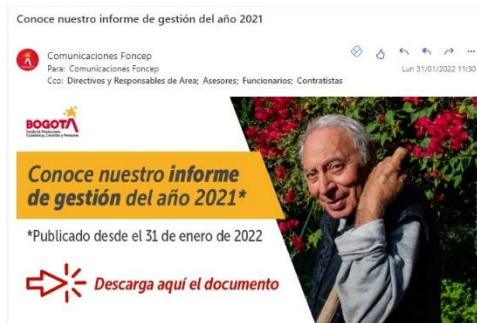 Conoce nuestro informe de gestión del año 2021
Comunicaciones Foncep
Para: Comunicaciones Foncep
Cco: Directivos y Responsables de Area; Asesores; Funcionarios; Contratistas
Lun 31/01/2022 11:30
BOGOTÁ
Conoce nuestro informe
de gestión del año 2021*
*Publicado desde el 31 de enero de 2022
Descarga aquí el documento